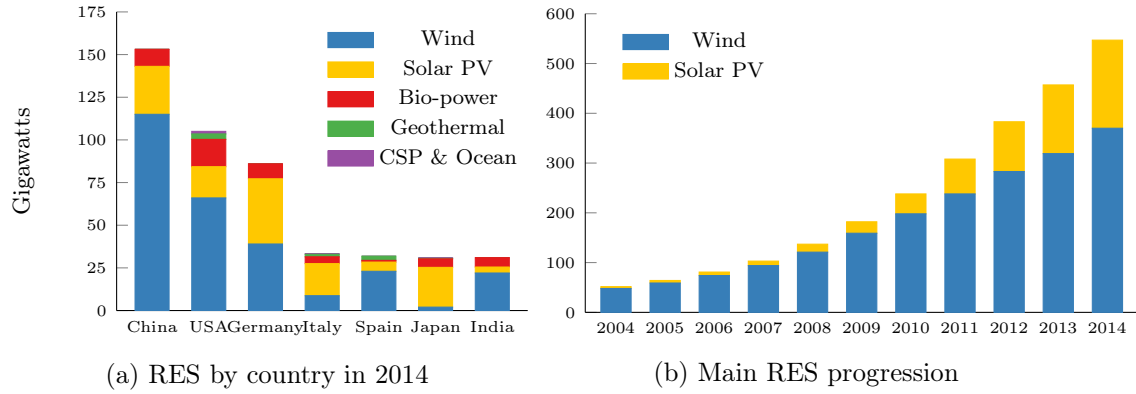 Gigawatts
175
150
125
100
75
50
25
0
Wind
Solar PV
Bio-power
Geothermal
CSP & Ocean
China USA Germany Italy Spain Japan India
(a) RES by country in 2014
600
500
400
300
200
100
0
Wind
Solar PV
2004 2005 2006 2007 2008 2009 2010 2011 2012 2013 2014
(b) Main RES progression